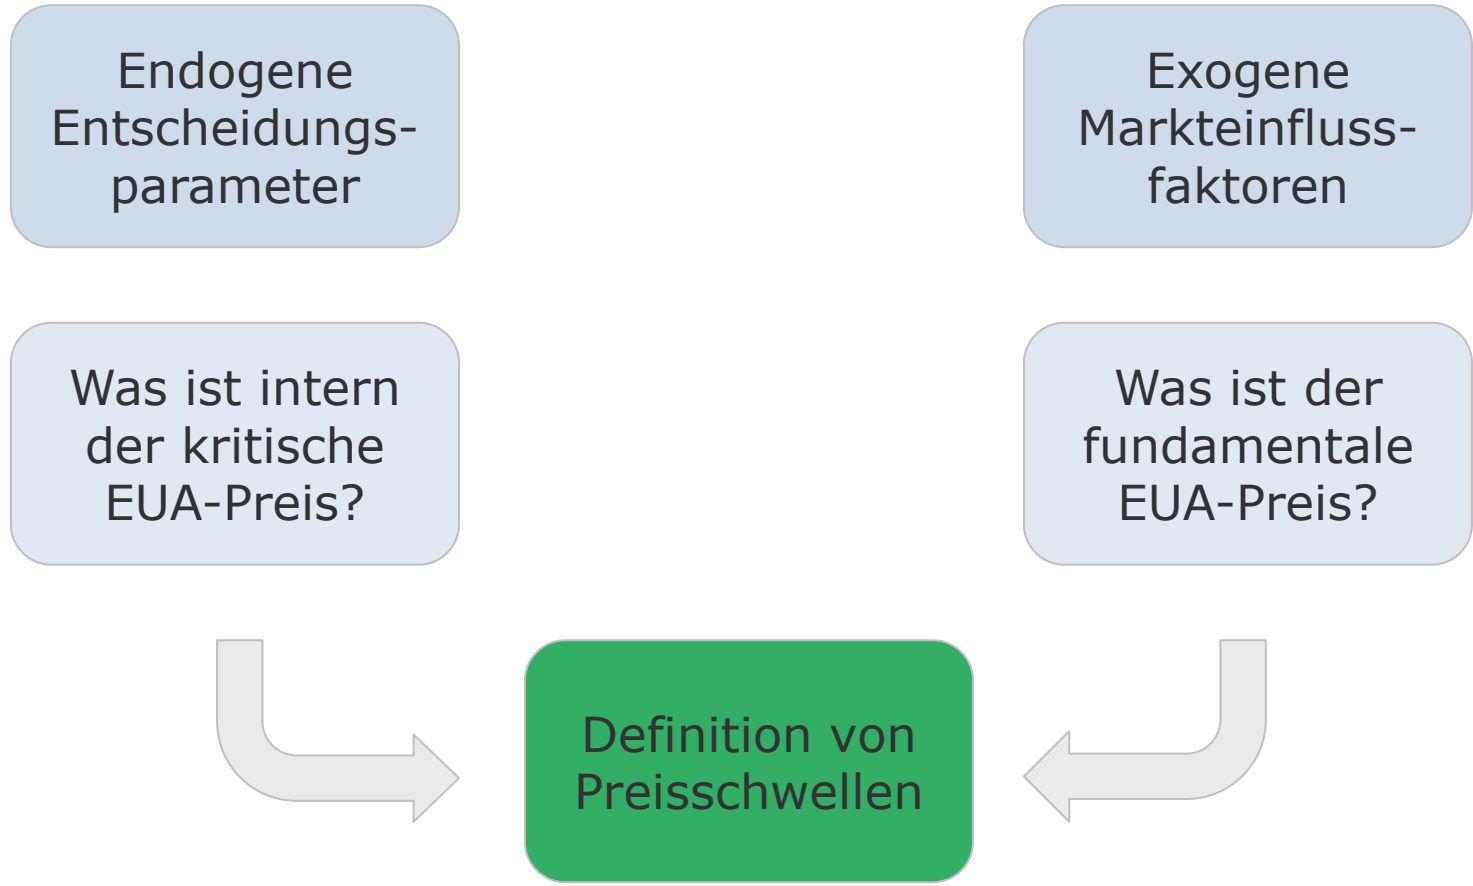 Endogene
Entscheidungs-
parameter
Exogene
Markteinfluss-
faktoren
Was ist intern
der kritische
EUA-Preis?
Was ist der
fundamentale
EUA-Preis?
Definition von
Preisschwellen